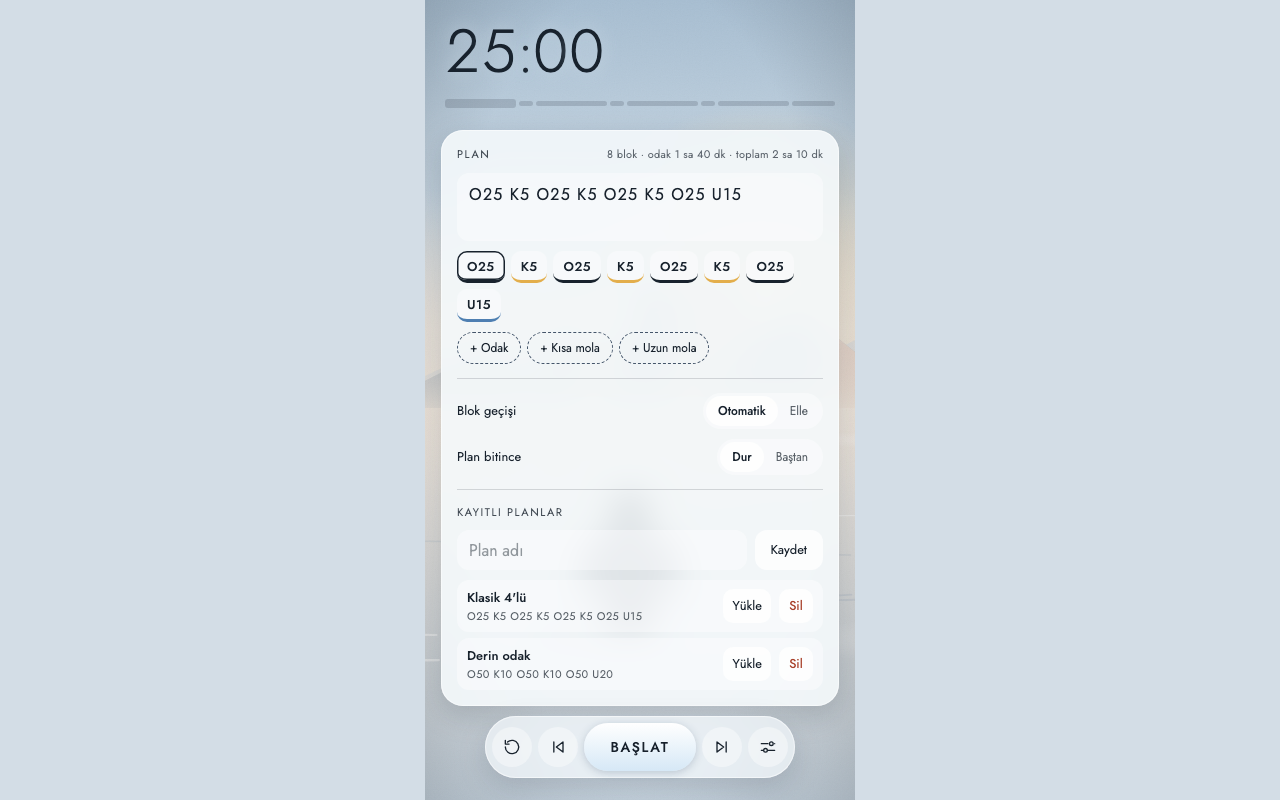 25:00
PLAN
8 blok · odak 1 sa 40 dk · toplam 2 sa 10 dk
O25 K5 O25 K5 O25 K5 O25 U15
O25 K5 O25 K5 O25 K5 O25
U15
+ Odak + Kısa mola + Uzun mola
Blok geçişi Otomatik Elle
Plan bitince Dur Baştan
KAYITLI PLANLAR
Plan adı Kaydet
Klasik 4'lü
O25 K5 O25 K5 O25 K5 O25 U15
Yükle Sil
Derin odak
O50 K10 O50 K10 O50 U20
Yükle Sil
BAŞLAT